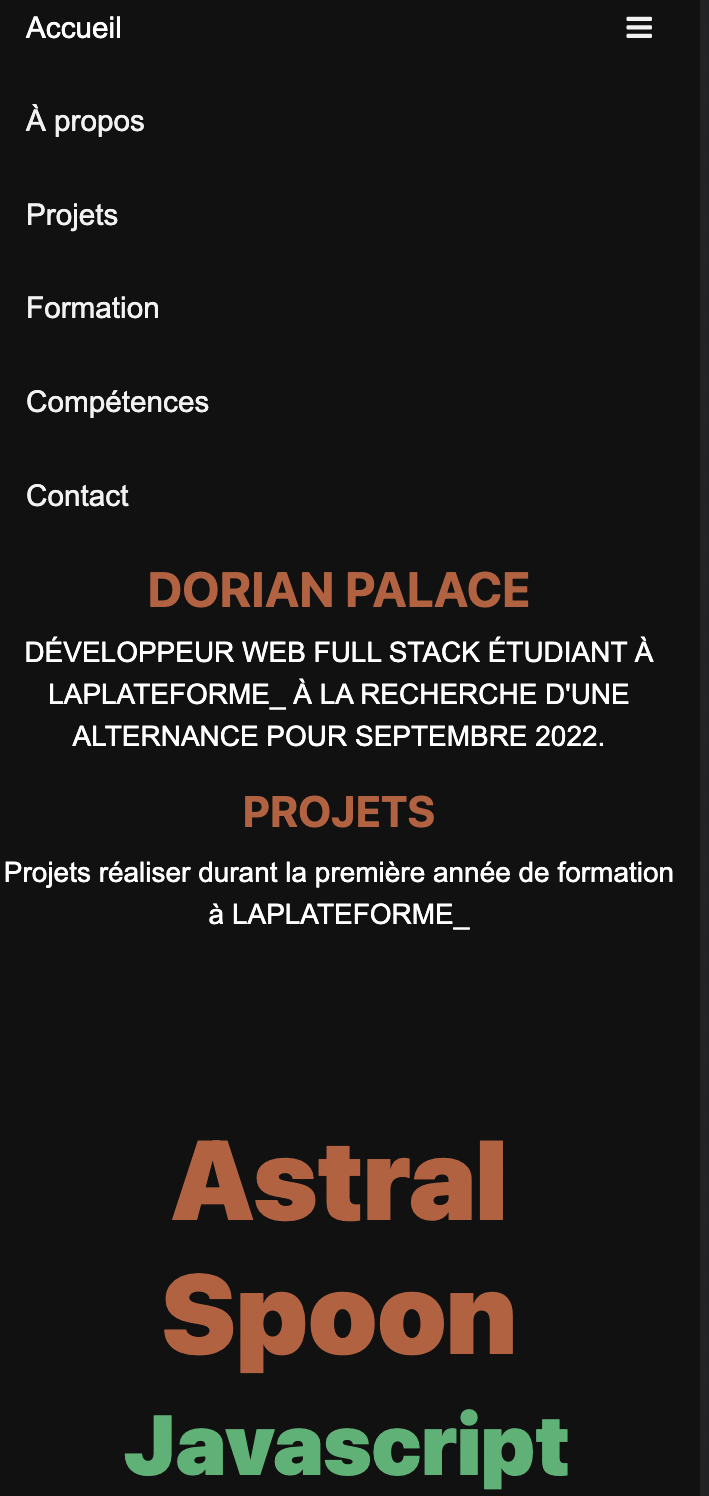 Accueil
À propos
Projets
Formation
Compétences
Contact
DORIAN PALACE
DÉVELOPPEUR WEB FULL STACK ÉTUDIANT À
LAPLATEFORME_ À LA RECHERCHE D'UNE
ALTERNANCE POUR SEPTEMBRE 2022.
PROJETS
Projets réaliser durant la première année de formation
à LAPLATEFORME_
Astral
Spoon
Javascript